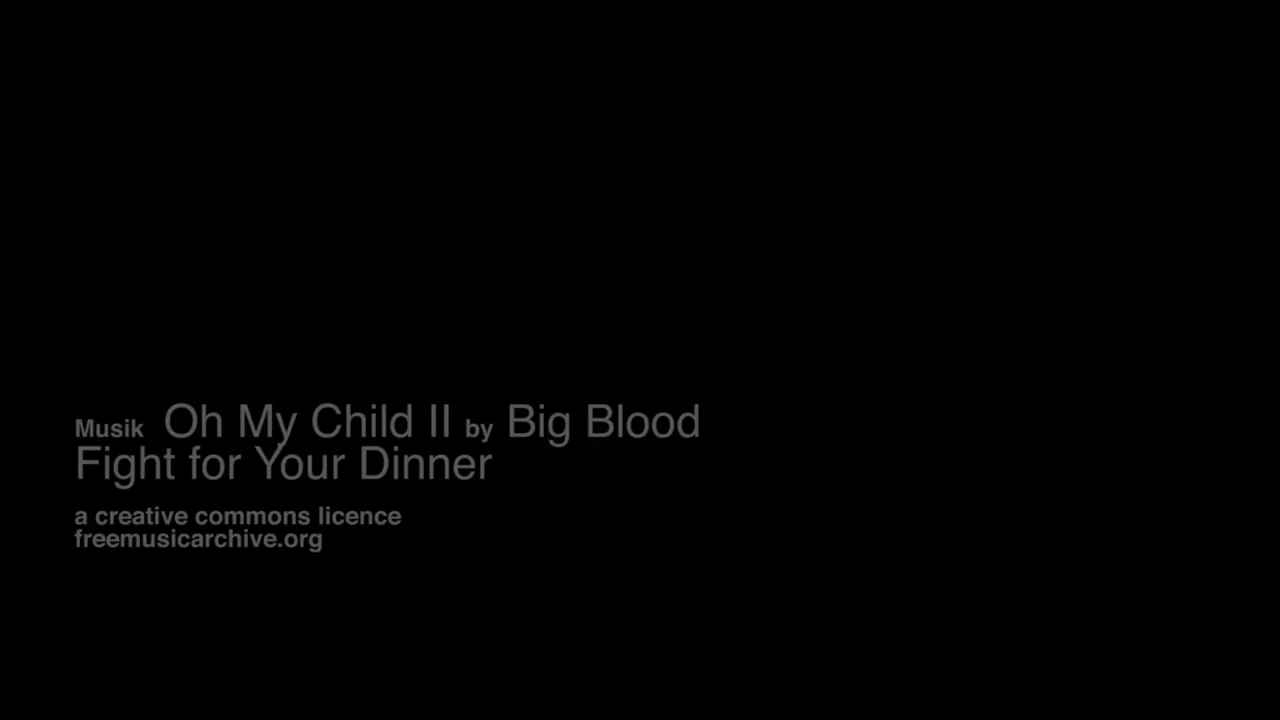 Musik Oh My Child II by Big Blood
Fight for Your Dinner
a creative commons licence
freemusicarchive.org